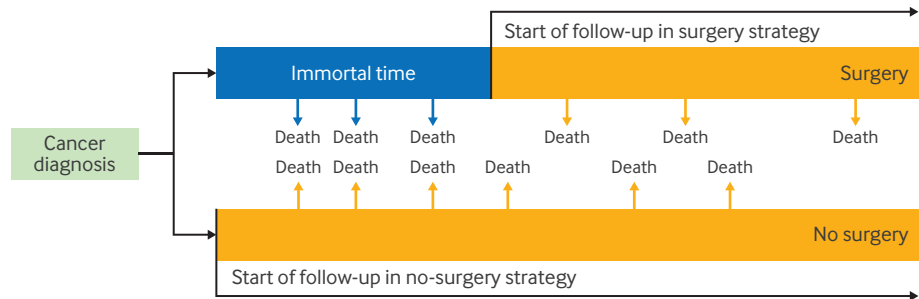 Start of follow-up in surgery strategy
Immortal time
Surgery
Death Death Death Death Death Death
Cancer
diagnosis
Death Death Death Death Death Death
No surgery
Start of follow-up in no-surgery strategy